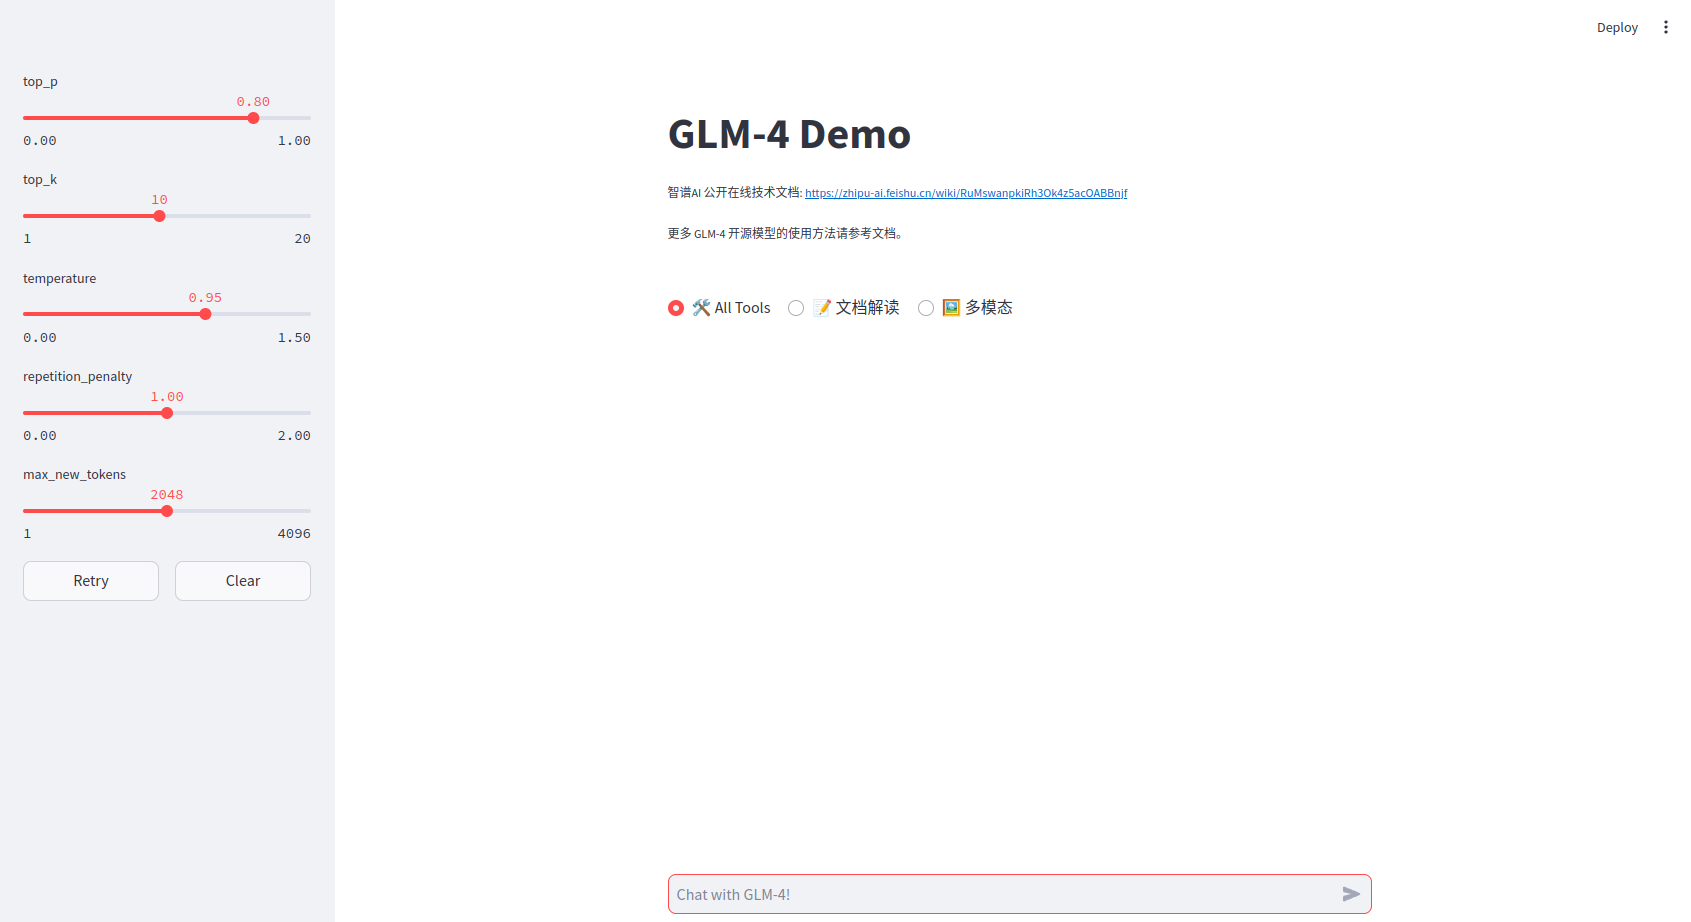 Deploy
top_p
0.80
0.00 1.00
top_k
10
1 20
temperature
0.95
0.00 1.50
repetition_penalty
1.00
0.00 2.00
max_new_tokens
2048
1 4096
Retry Clear
GLM-4 Demo
智谱AI 公开在线技术文档: https://zhipu-ai.feishu.cn/wiki/RuMswanpkiRh3Ok4z5acOABBnjf
更多 GLM-4 开源模型的使用方法请参考文档。
🛠️ All Tools 📝 文档解读 🖼️ 多模态
Chat with GLM-4!